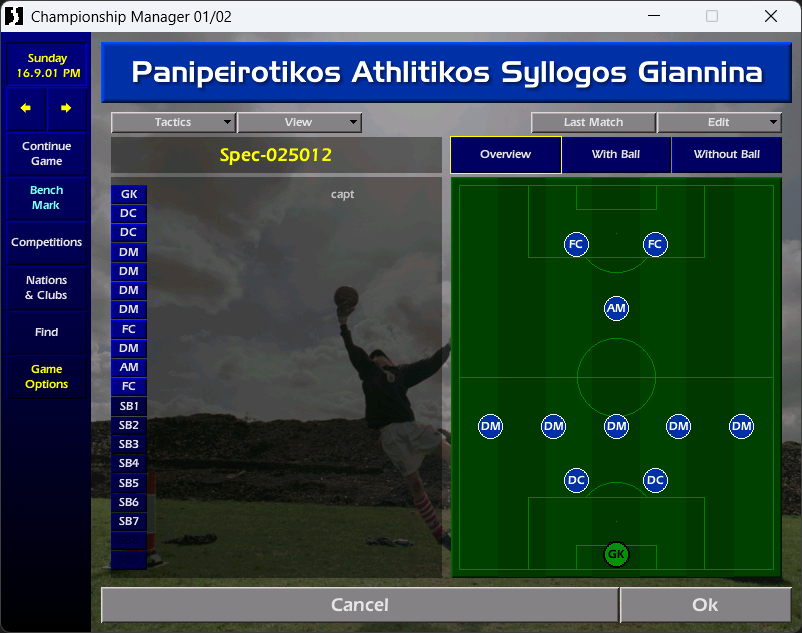 Championship Manager 01/02
Sunday
16.9.01 PM
Panipeirotikos Athlitikos Syllogos Giannina
Continue
Game
Bench
Mark
Competitions
Nations
& Clubs
Find
Game
Options
Tactics
View
Last Match
Edit
Spec-025012
Overview
With Ball
Without Ball
GK
capt
DC
DC
DM
DM
DM
DM
FC
DM
AM
FC
SB1
SB2
SB3
SB4
SB5
SB6
SB7
FC
FC
AM
DM
DM
DM
DM
DM
DC
DC
GK
Cancel
Ok